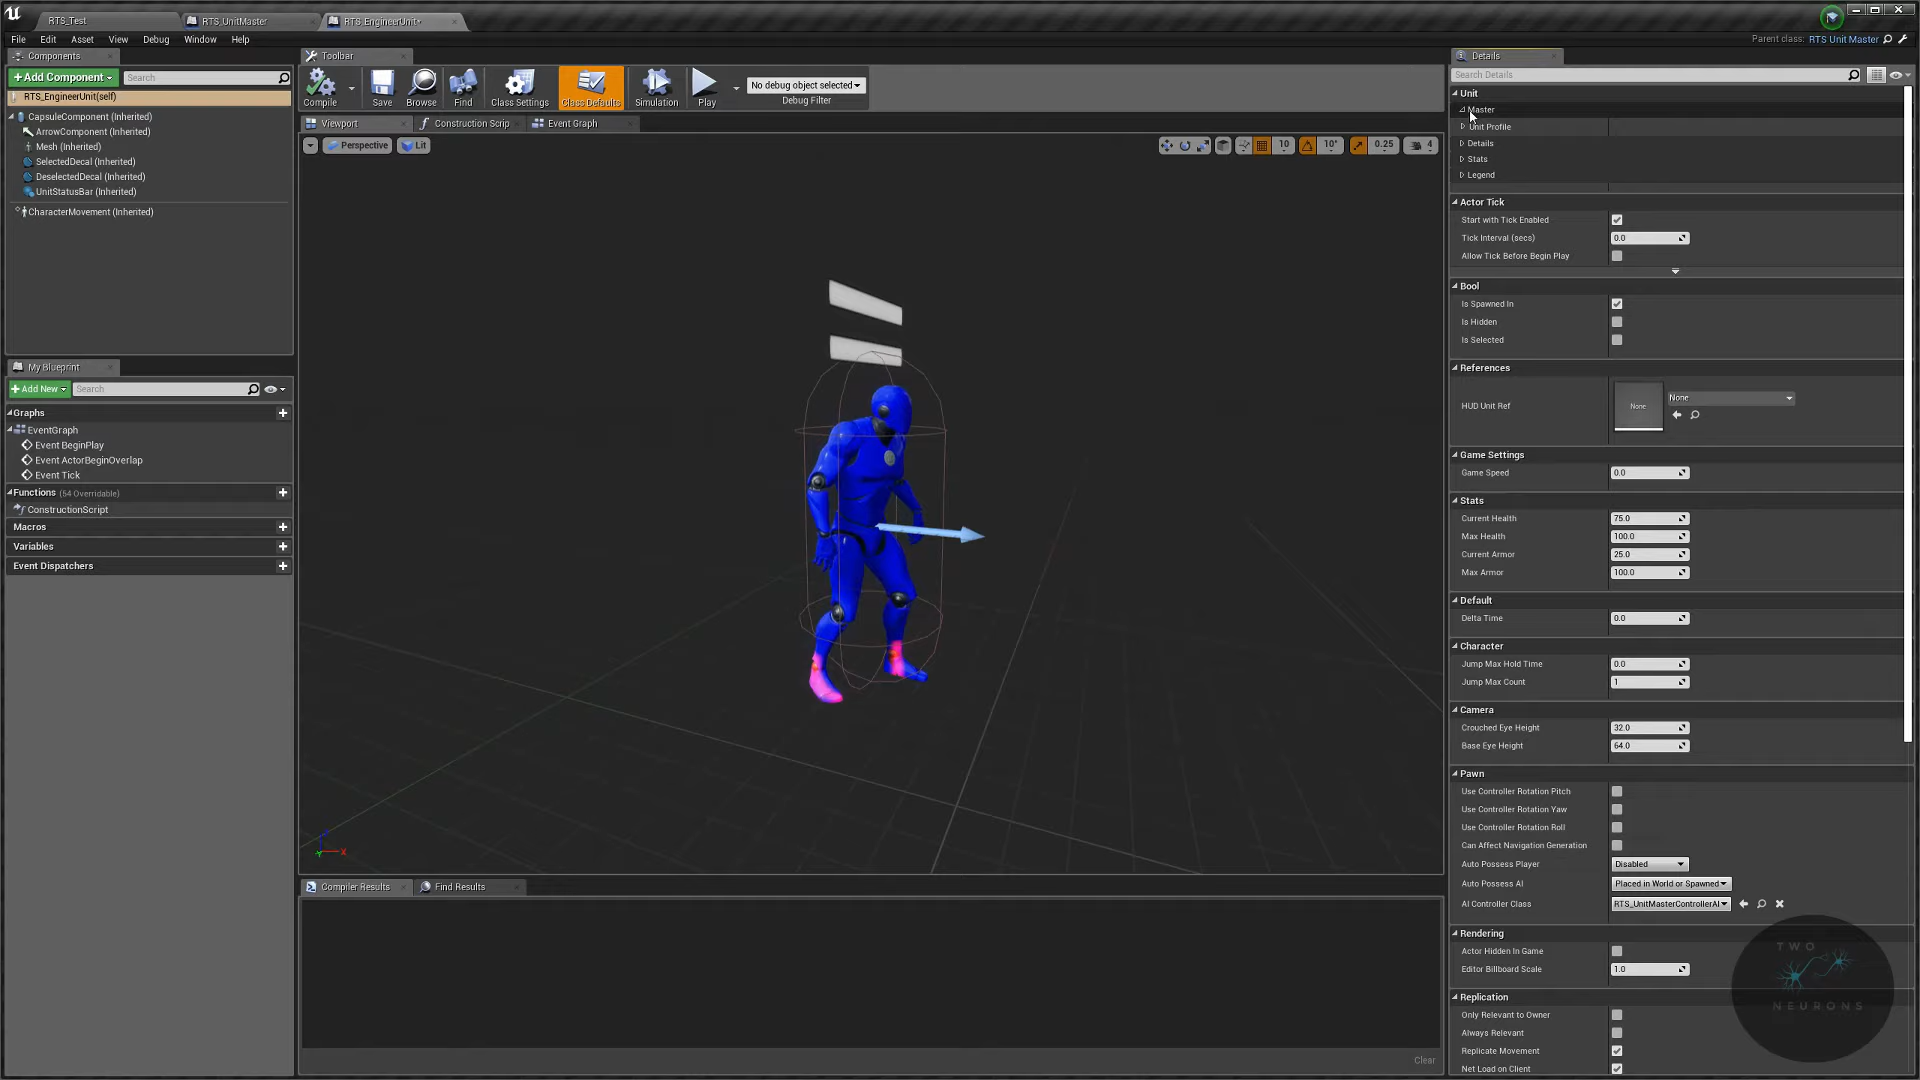 RTS_Test
RTS_UnitMaster
RTS_EngineerUnit*
File Edit Asset View Debug Window Help
Parent class: RTS Unit Master
Components
+Add Component
Search
RTS_EngineerUnit(self)
CapsuleComponent (Inherited)
ArrowComponent (Inherited)
Mesh (Inherited)
SelectedDecal (Inherited)
DeselectedDecal (Inherited)
UnitStatusBar (Inherited)
CharacterMovement (Inherited)
My Blueprint
+Add New
Search
Graphs
EventGraph
Event BeginPlay
Event ActorBeginOverlap
Event Tick
Functions (54 Overridable)
ConstructionScript
Macros
Variables
Event Dispatchers
Toolbar
Compile
Save
Browse
Find
Class Settings
Class Defaults
Simulation
Play
No debug object selected
Debug Filter
Viewport
Construction Scrip
Event Graph
Perspective
Lit
10
10°
0.25
4
X
Compiler Results
Find Results
Clear
Details
Search Details
Unit
Master
Unit Profile
Details
Stats
Legend
Actor Tick
Start with Tick Enabled
Tick Interval (secs) 0.0
Allow Tick Before Begin Play
Bool
Is Spawned In
Is Hidden
Is Selected
References
HUD Unit Ref
None
None
Game Settings
Game Speed 0.0
Stats
Current Health 75.0
Max Health 100.0
Current Armor 25.0
Max Armor 100.0
Default
Delta Time 0.0
Character
Jump Max Hold Time 0.0
Jump Max Count 1
Camera
Crouched Eye Height 32.0
Base Eye Height 64.0
Pawn
Use Controller Rotation Pitch
Use Controller Rotation Yaw
Use Controller Rotation Roll
Can Affect Navigation Generation
Auto Possess Player Disabled
Auto Possess AI Placed in World or Spawned
AI Controller Class RTS_UnitMasterControllerAI
Rendering
Actor Hidden In Game
Editor Billboard Scale 1.0
Replication
Only Relevant to Owner
Always Relevant
Replicate Movement
Net Load on Client
TWO
NEURONS